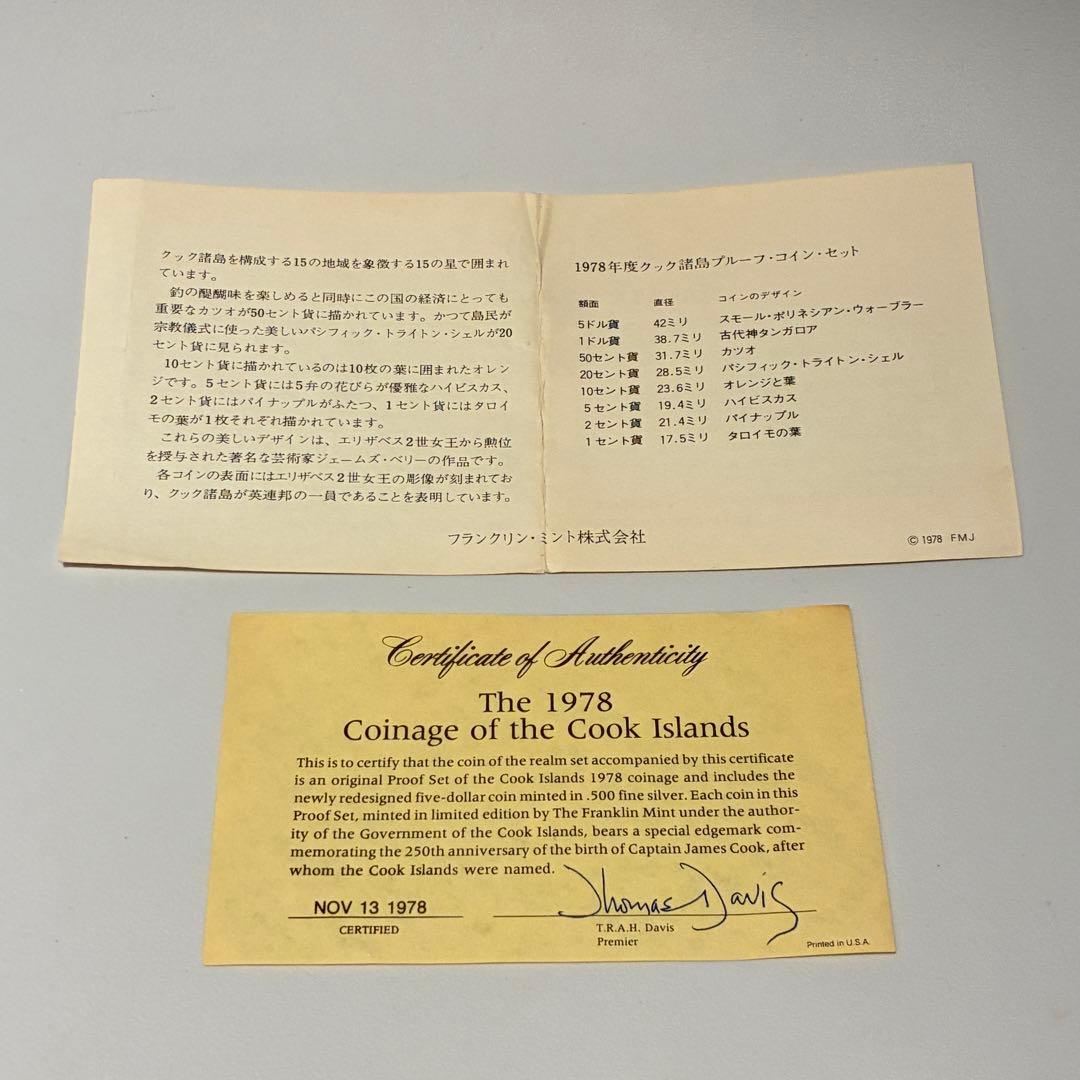 クック諸島を構成する15の地域を象徴する15の星で囲まれ
ています。
釣の醍醐味を楽しめると同時にこの国の経済にとっても
重要なカツオが50セント貨に描かれています。かつて島民が
宗教儀式に使った美しいパシフィック・トライトン・シェルが20
セント貨に見られます。
10セント貨に描かれているのは10枚の葉に囲まれたオレン
ジです。5セント貨には5弁の花びらが優雅なハイビスカス、
2セント貨にはパイナップルがふたつ、1セント貨にはタロイ
モの葉が1枚それぞれ描かれています。
これらの美しいデザインは、エリザベス2世女王から勲位
を授与された著名な芸術家ジェームズ・ベリーの作品です。
各コインの表面にはエリザベス2世女王の彫像が刻まれてお
り、クック諸島が英連邦の一員であることを表明しています。
1978年度クック諸島プルーフ・コイン・セット
額面 直径 コインのデザイン
5ドル貨 42ミリ スモール・ポリネシアン・ウォーブラー
1ドル貨 38.7ミリ 古代神タンガロア
50セント貨 31.7ミリ カツオ
20セント貨 28.5ミリ パシフィック・トライトン・シェル
10セント貨 23.6ミリ オレンジと葉
5セント貨 19.4ミリ ハイビスカス
2セント貨 21.4ミリ パイナップル
1セント貨 17.5ミリ タロイモの葉
フランクリン・ミント株式会社
© 1978 FMJ
Certificate of Authenticity
The 1978
Coinage of the Cook Islands
This is to certify that the coin of the realm set accompanied by this certificate
is an original Proof Set of the Cook Islands 1978 coinage and includes the
newly redesigned five-dollar coin minted in .500 fine silver. Each coin in this
Proof Set, minted in limited edition by The Franklin Mint under the author-
ity of the Government of the Cook Islands, bears a special edgemark com-
memorating the 250th anniversary of the birth of Captain James Cook, after
whom the Cook Islands were named.
Thomas Davis
NOV 13 1978
CERTIFIED
T.R.A.H. Davis
Premier
Printed in U.S.A.